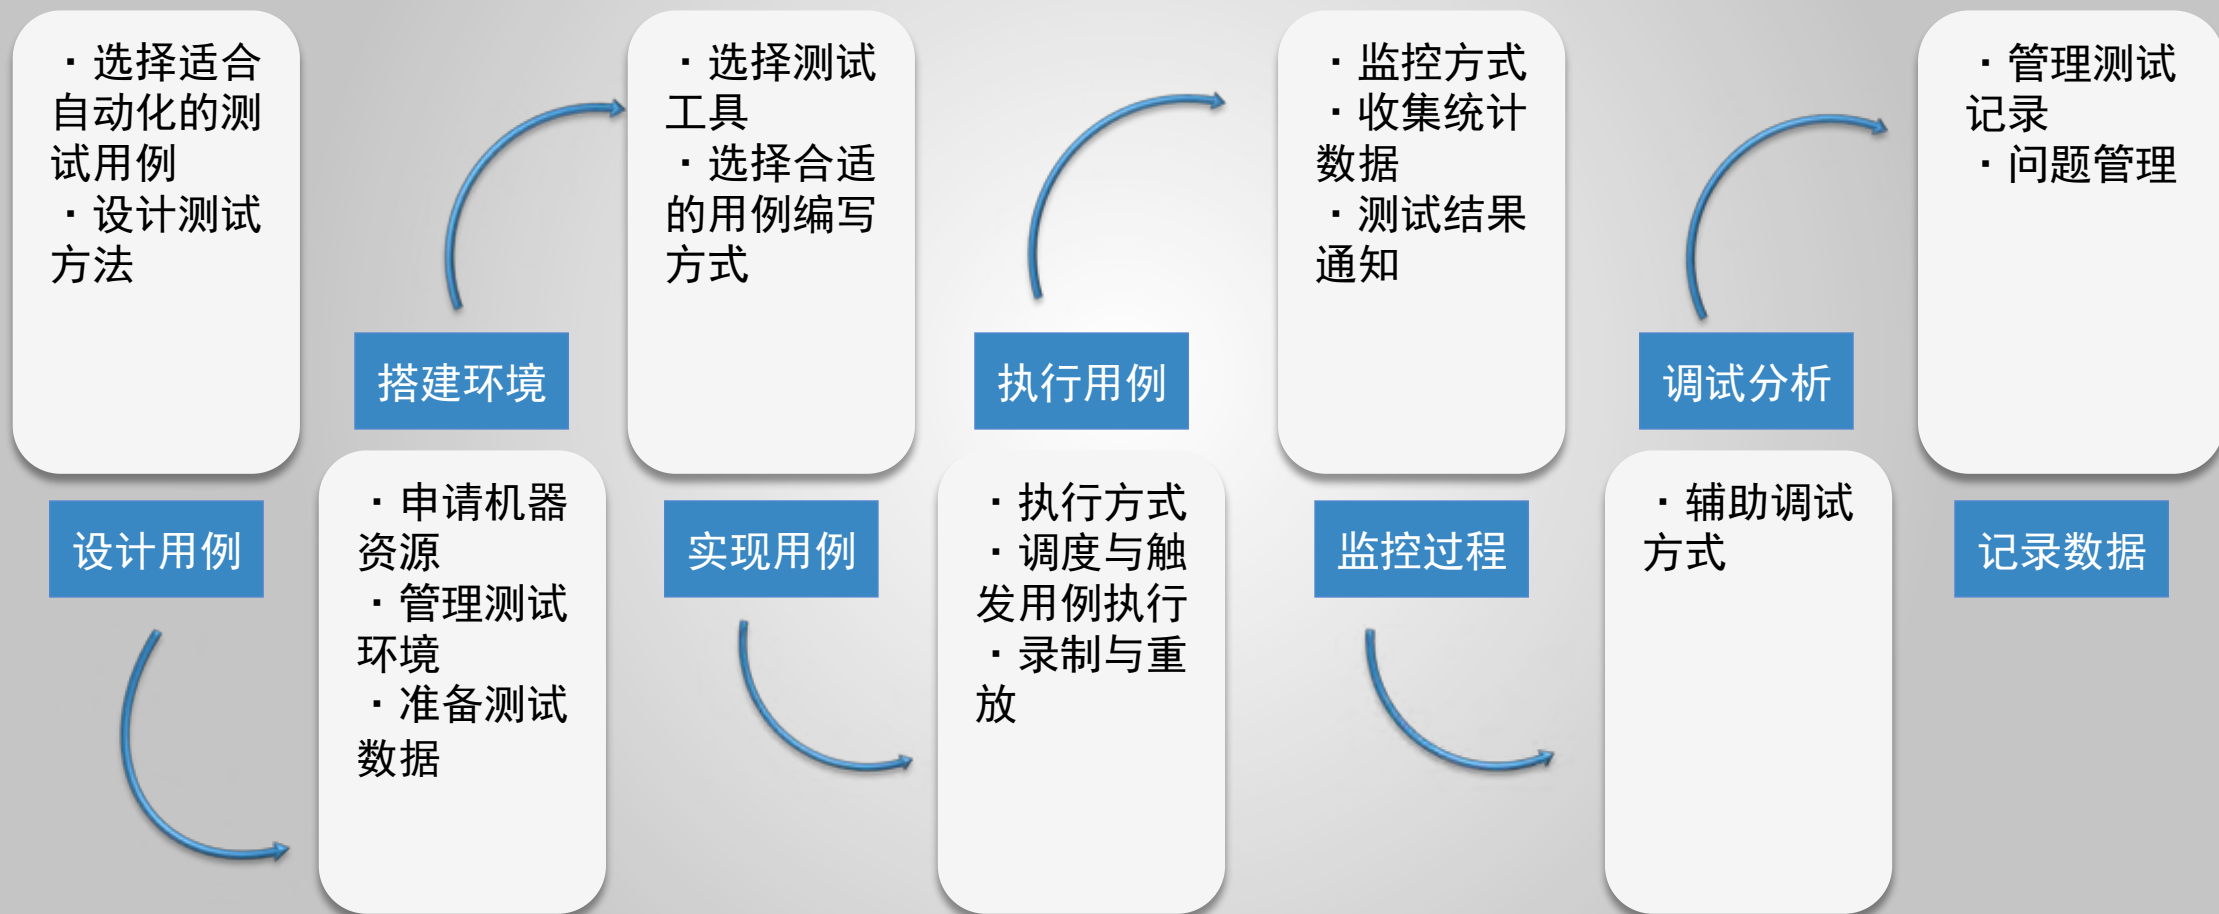 · 选择适合
自动化的测
试用例
· 设计测试
方法
设计用例
搭建环境
· 申请机器
资源
· 管理测试
环境
· 准备测试
数据
· 选择测试
工具
· 选择合适
的用例编写
方式
实现用例
执行用例
· 执行方式
· 调度与触
发用例执行
· 录制与重
放
· 监控方式
· 收集统计
数据
· 测试结果
通知
监控过程
调试分析
· 辅助调试
方式
· 管理测试
记录
· 问题管理
记录数据